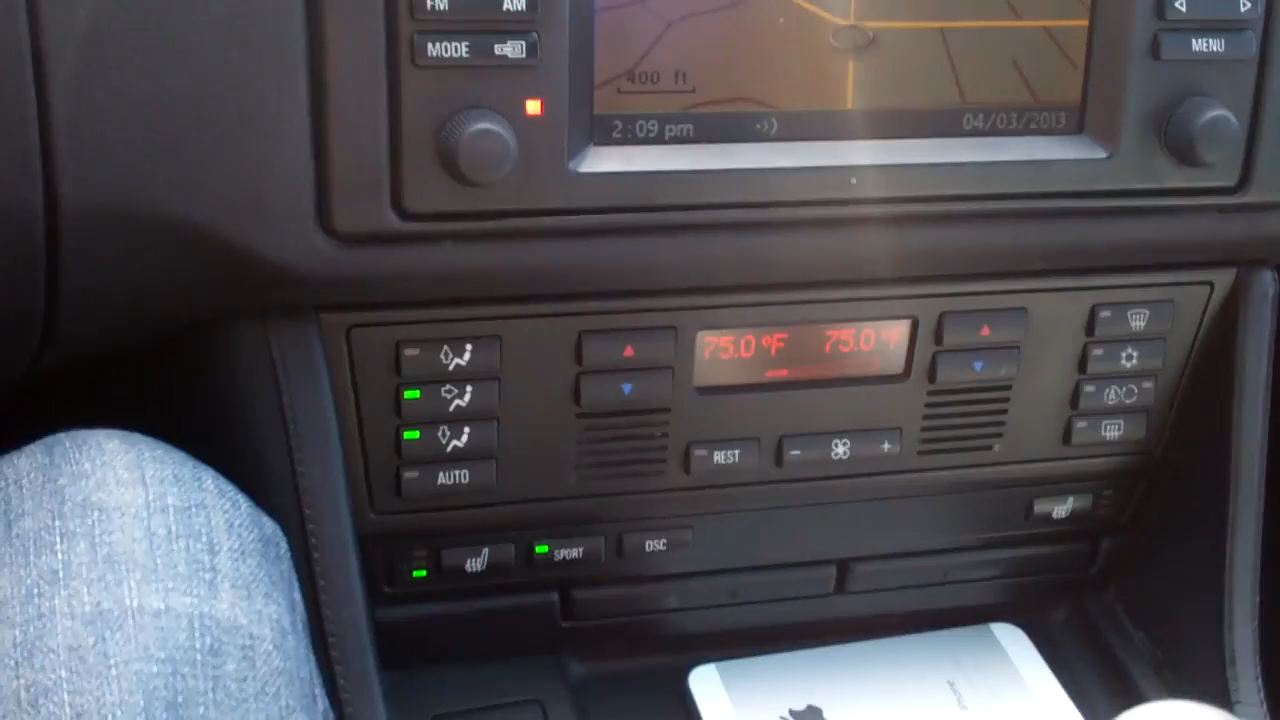 FM AM
MODE
MENU
400 ft
2:09 pm 04/03/2013
75.0 °F 75.0 °F
AUTO
REST
- +
A
SPORT
DSC
iPhone